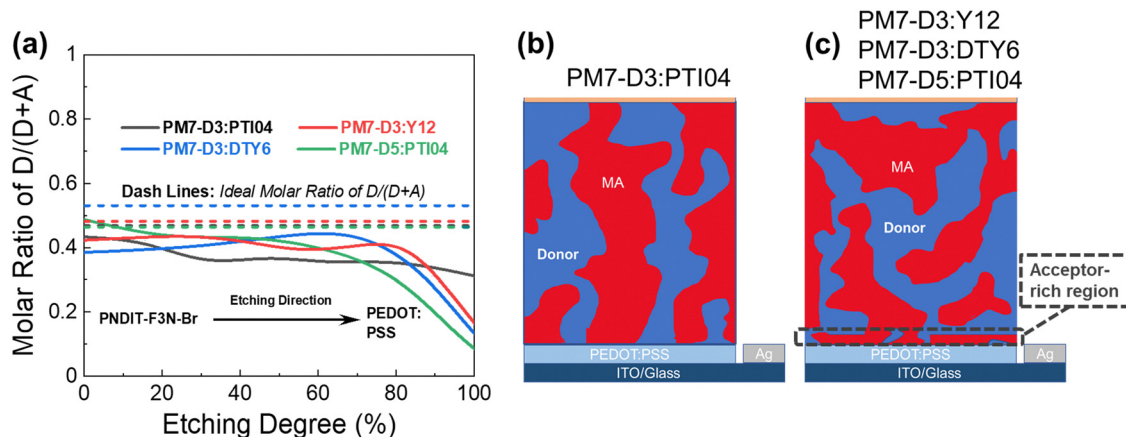 (a)
Molar Ratio of D/(D+A)
1
0.8
0.6
0.4
0.2
0
PM7-D3:PTI04
PM7-D3:Y12
PM7-D3:DTY6
PM7-D5:PTI04
Dash Lines: Ideal Molar Ratio of D/(D+A)
Etching Direction
PNDIT-F3N-Br
PEDOT:
PSS
0
20
40
60
80
100
Etching Degree (%)
(b)
PM7-D3:PTI04
MA
Donor
PEDOT:PSS
Ag
ITO/Glass
(c)
PM7-D3:Y12
PM7-D3:DTY6
PM7-D5:PTI04
MA
Donor
Acceptor-
rich region
PEDOT:PSS
Ag
ITO/Glass